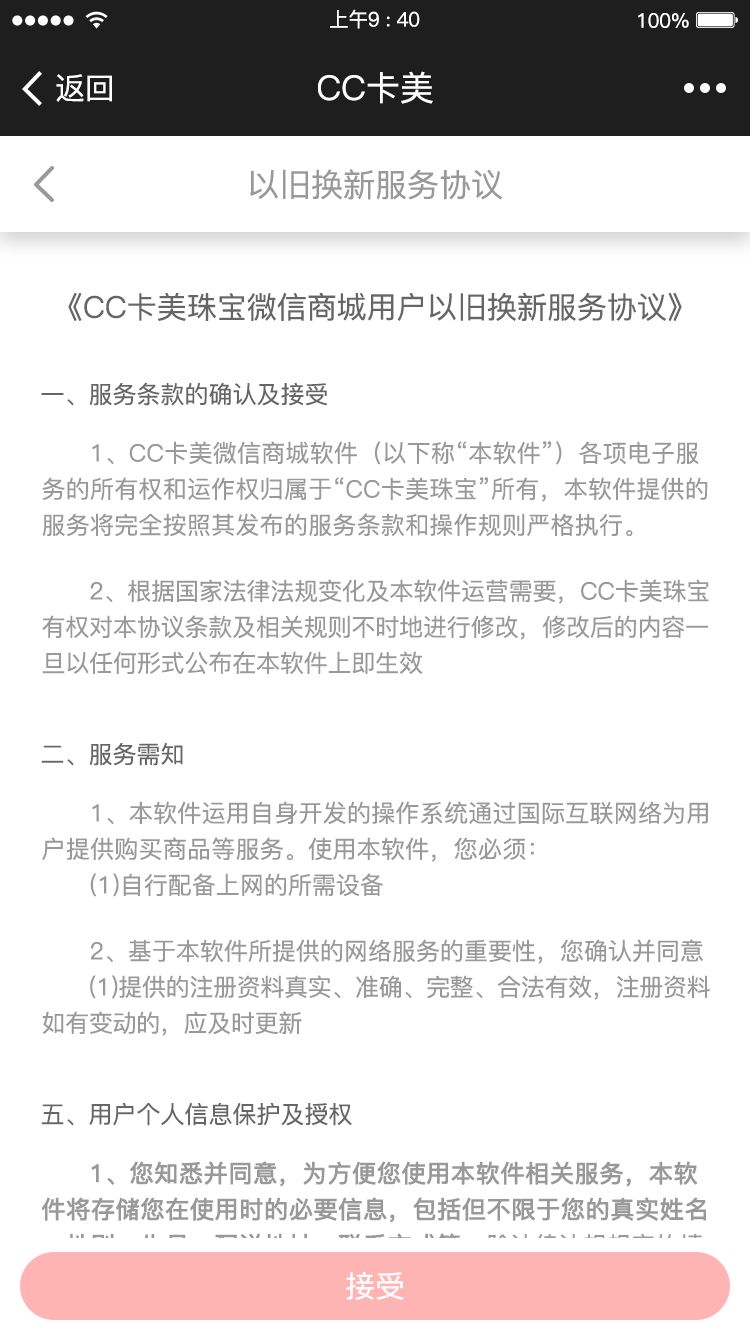 上午9 : 40
100%
返回
CC卡美
以旧换新服务协议
《CC卡美珠宝微信商城用户以旧换新服务协议》
一、服务条款的确认及接受
1、CC卡美微信商城软件（以下称“本软件”）各项电子服
务的所有权和运作权归属于“CC卡美珠宝”所有，本软件提供的
服务将完全按照其发布的服务条款和操作规则严格执行。
2、根据国家法律法规变化及本软件运营需要，CC卡美珠宝
有权对本协议条款及相关规则不时地进行修改，修改后的内容一
旦以任何形式公布在本软件上即生效
二、服务需知
1、本软件运用自身开发的操作系统通过国际互联网络为用
户提供购买商品等服务。使用本软件，您必须：
(1)自行配备上网的所需设备
2、基于本软件所提供的网络服务的重要性，您确认并同意
(1)提供的注册资料真实、准确、完整、合法有效，注册资料
如有变动的，应及时更新
五、用户个人信息保护及授权
1、您知悉并同意，为方便您使用本软件相关服务，本软
件将存储您在使用时的必要信息，包括但不限于您的真实姓名
接受